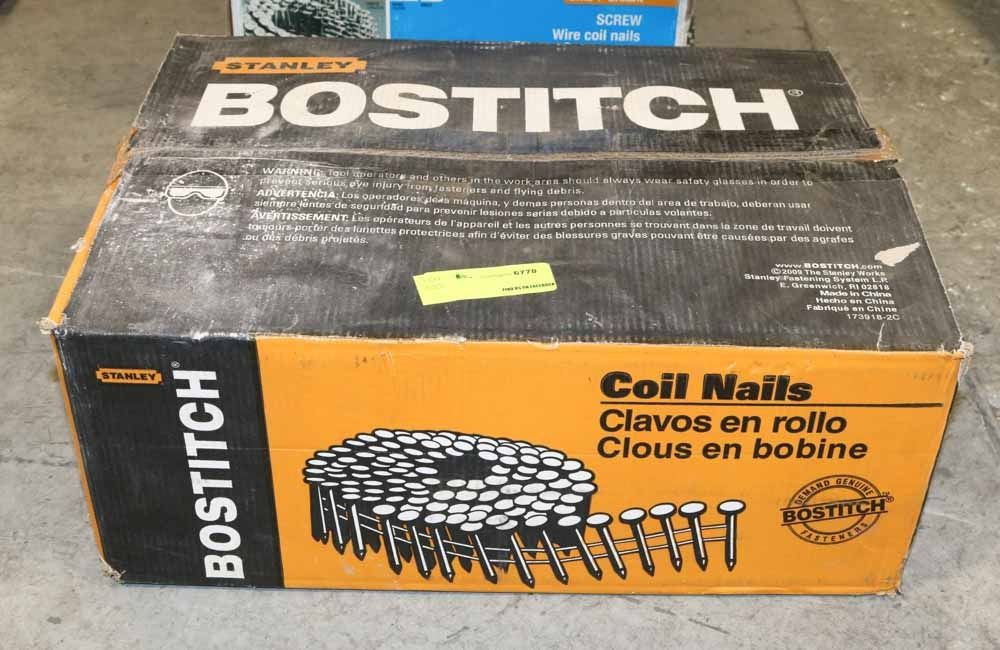 SCREW
Wire coil nails
STANLEY
BOSTITCH®
WARNING: Tool operators and others in the work area should always wear safety glasses in order to
prevent serious eye injury from fasteners and flying debris.
ADVERTENCIA: Los operadores de la máquina, y demas personas dentro del area de trabajo, deberan usar
siempre lentes de seguridad para prevenir lesiones serias debido a particulas volantes.
AVERTISSEMENT: Les opérateurs de l'appareil et les autres personnes se trouvant dans la zone de travail doivent
toujours porter des lunettes protectrices afin d'éviter des blessures graves pouvant être causées par des agrafes
ou des débris projetés.
6770
FIND US ON FACEBOOK
www.BOSTITCH.com
©2009 The Stanley Works
Stanley Fastening System L.P.
E. Greenwich, RI 02818
Made in China
Hecho en China
Fabriqué en Chine
173918-2C
STANLEY
BOSTITCH®
Coil Nails
Clavos en rollo
Clous en bobine
DEMAND GENUINE
BOSTITCH
FASTENERS